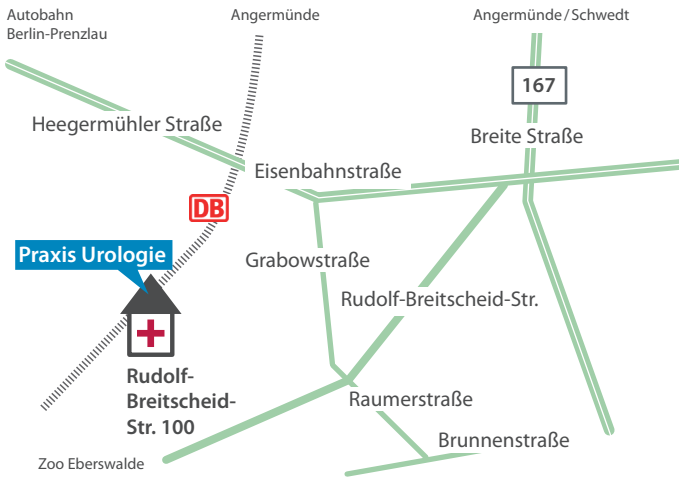 Autobahn
Berlin-Prenzlau
Angermünde
Angermünde/Schwedt
167
Heegermühler Straße
Breite Straße
Eisenbahnstraße
DB
Praxis Urologie
Grabowstraße
Rudolf-Breitscheid-Str.
Rudolf-
Breitscheid-
Str. 100
Raumerstraße
Brunnenstraße
Zoo Eberswalde